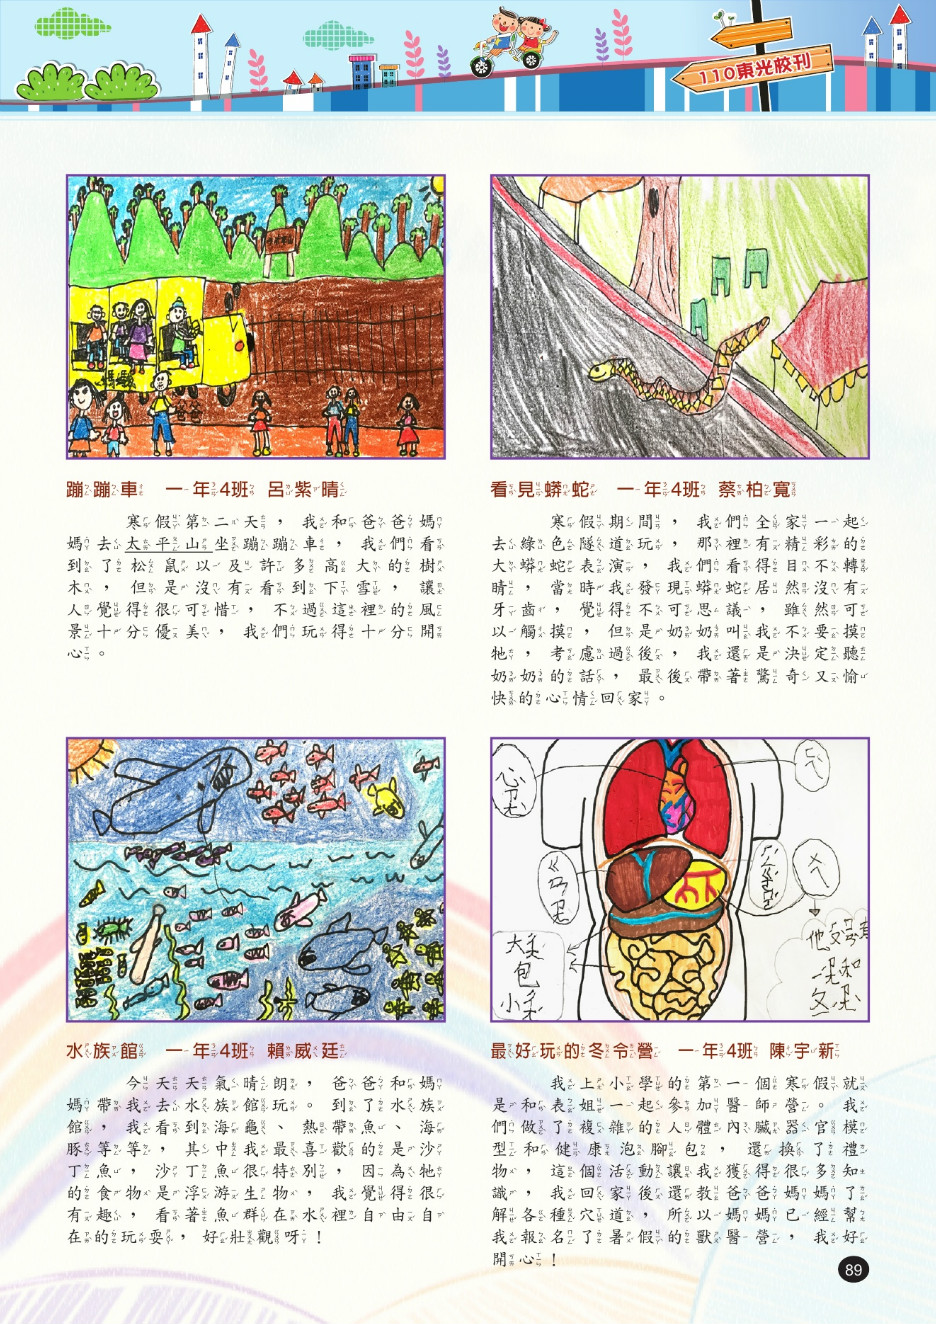 110東光校刊
蹦蹦車 一年4班 呂紫晴
寒假第二天，我和爸爸媽
媽去太平山坐蹦蹦車，我們看
到了松鼠以及許多高大的樹
木，但是沒有看到下雪，讓
人覺得很可惜，不過這裡的風
景十分優美，我們玩得十分開
心。
看見蟒蛇 一年4班 蔡柏寬
寒假期間，我們全家一起
去綠色隧道玩，那裡有精彩的
大蟒蛇表演，我們看得目不轉
睛，當時我發現蟒蛇居然沒有
牙齒，覺得不可思議，雖然可
以觸摸，但是奶奶叫我不要摸
牠，考慮過後，我還是決定聽
奶奶的話，最後帶著驚奇又愉
快的心情回家。
水族館 一年4班 賴威廷
今天天氣晴朗，爸爸和媽
媽帶我去水族館玩。到了水族
館，我看到海龜、熱帶魚、海
豚等等，其中我最喜歡的是沙
丁魚，沙丁魚很特別，因為牠
的食物是浮游生物，我覺得很
有趣，看著魚群在水裡自由自
在的玩耍，好壯觀呀！
心ㄗㄤ
大ㄔㄤ
包
小ㄔㄤ
最好玩的冬令營 一年4班 陳宇新
我上小學的第一個寒假就
是和表姐一起參加醫師營。我
們做了複雜的人體內臟器官模
型和健康泡腳包，還換了禮
物，這個活動讓我獲得很多知
識，我回家後還教爸爸媽媽了
解各種穴道，所以媽媽已經幫
我報名了暑假的獸醫營，我好
開心！
89